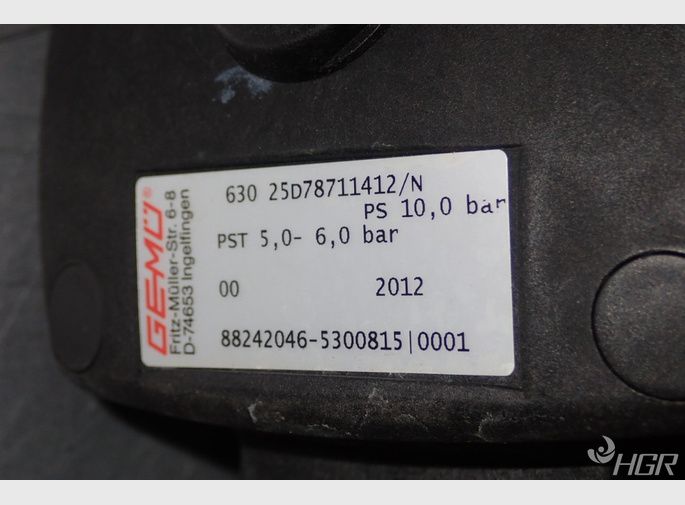 GEMÜ®
Fritz-Müller-Str. 6-8
D-74653 Ingelfingen
630 25D78711412/N
PS 10,0 bar
PST 5,0- 6,0 bar
00 2012
88242046-5300815|0001
HGR